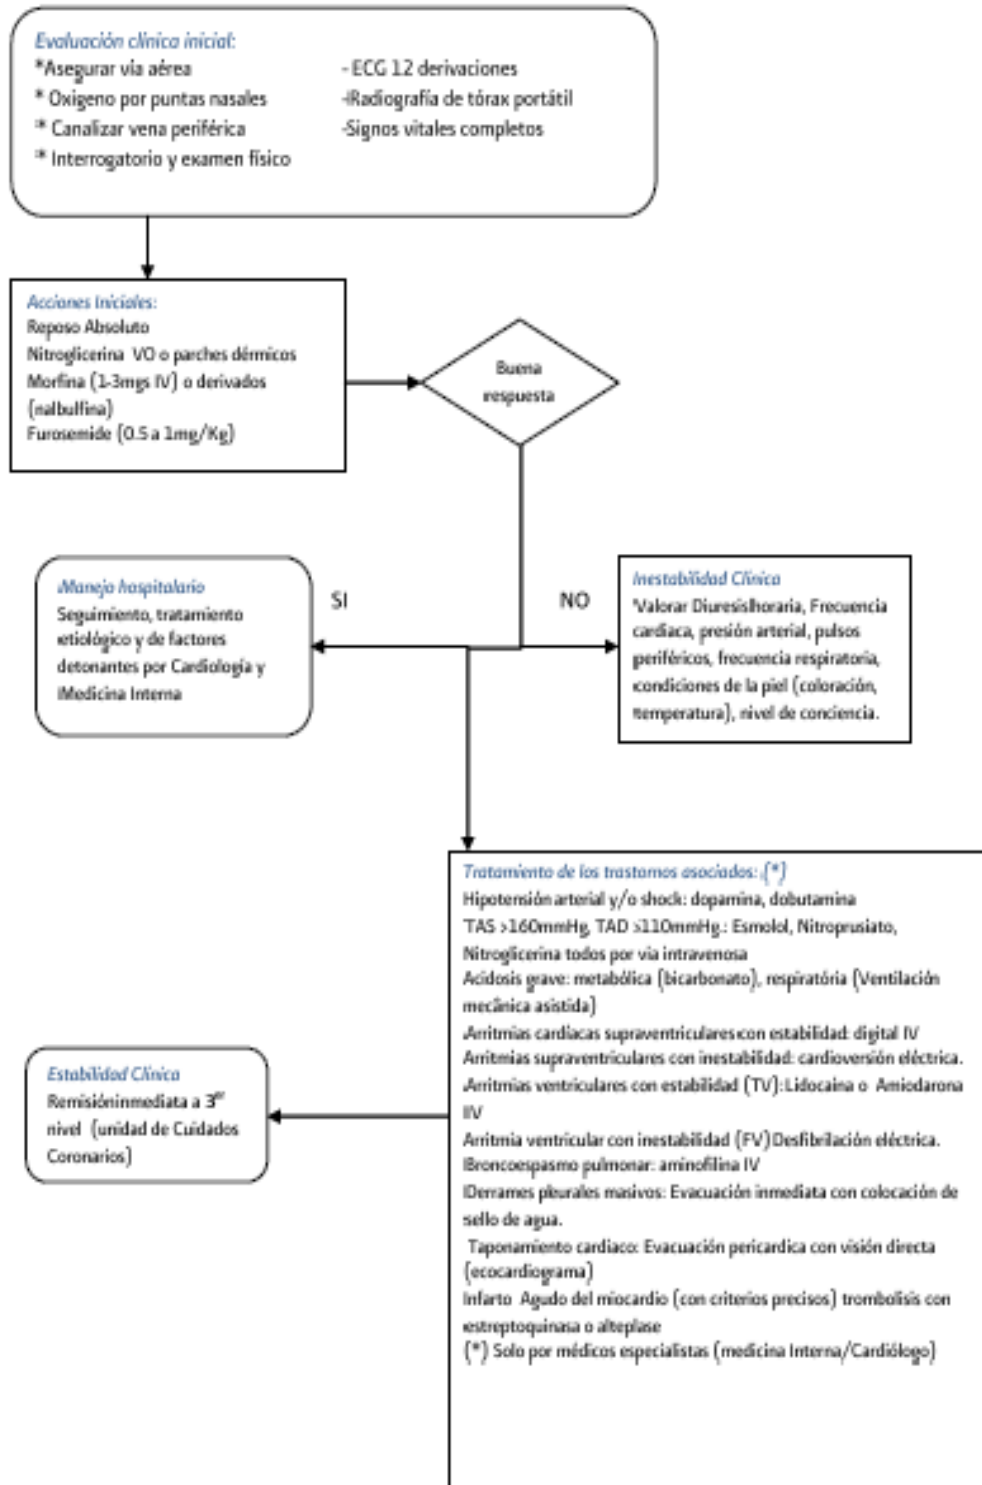 Evaluación clínica inicial:
*Asegurar vía aérea
* Oxigeno por puntas nasales
* Canalizar vena periférica
* Interrogatorio y examen físico
- ECG 12 derivaciones
-Radiografía de tórax portátil
-Signos vitales completos
Acciones Iniciales:
Reposo Absoluto
Nitroglicerina VO o parches dérmicos
Morfina (1-3mgs IV) o derivados
(nalbulfina)
Furosemide (0.5 a 1mg/Kg)
Buena
respuesta
Manejo hospitalario
Seguimiento, tratamiento
etiológico y de factores
detonantes por Cardiología y
Medicina Interna
SI
NO
Inestabilidad Clínica
Valorar Diuresis horaria, Frecuencia
cardiaca, presión arterial, pulsos
periféricos, frecuencia respiratoria,
condiciones de la piel (coloración,
temperatura), nivel de conciencia.
Tratamiento de los trastornos asociados: (*)
Hipotensión arterial y/o shock: dopamina, dobutamina
TAS >160mmHg, TAD >110mmHg.: Esmolol, Nitroprusiato,
Nitroglicerina todos por via intravenosa
Acidosis grave: metabólica (bicarbonato), respiratória (Ventilación
mecânica asistida)
Arritmias cardíacas supraventriculares con estabilidad: digital IV
Arritmias supraventriculares con inestabilidad: cardioversión eléctrica.
Arritmias ventriculares con estabilidad (TV): Lidocaina o Amiodarona
IV
Arritmia ventricular con inestabilidad (FV) Desfibrilación eléctrica.
Broncoespasmo pulmonar: aminofilina IV
Derrames pleurales masivos: Evacuación inmediata con colocación de
sello de agua.
Taponamiento cardiaco: Evacuación pericardica con visión directa
(ecocardiograma)
Infarto Agudo del miocardio (con criterios precisos) trombolisis con
estreptoquinasa o alteplase
(*) Solo por médicos especialistas (medicina Interna/Cardiólogo)
Estabilidad Clínica
Remisión inmediata a 3er
nivel (unidad de Cuidados
Coronarios)